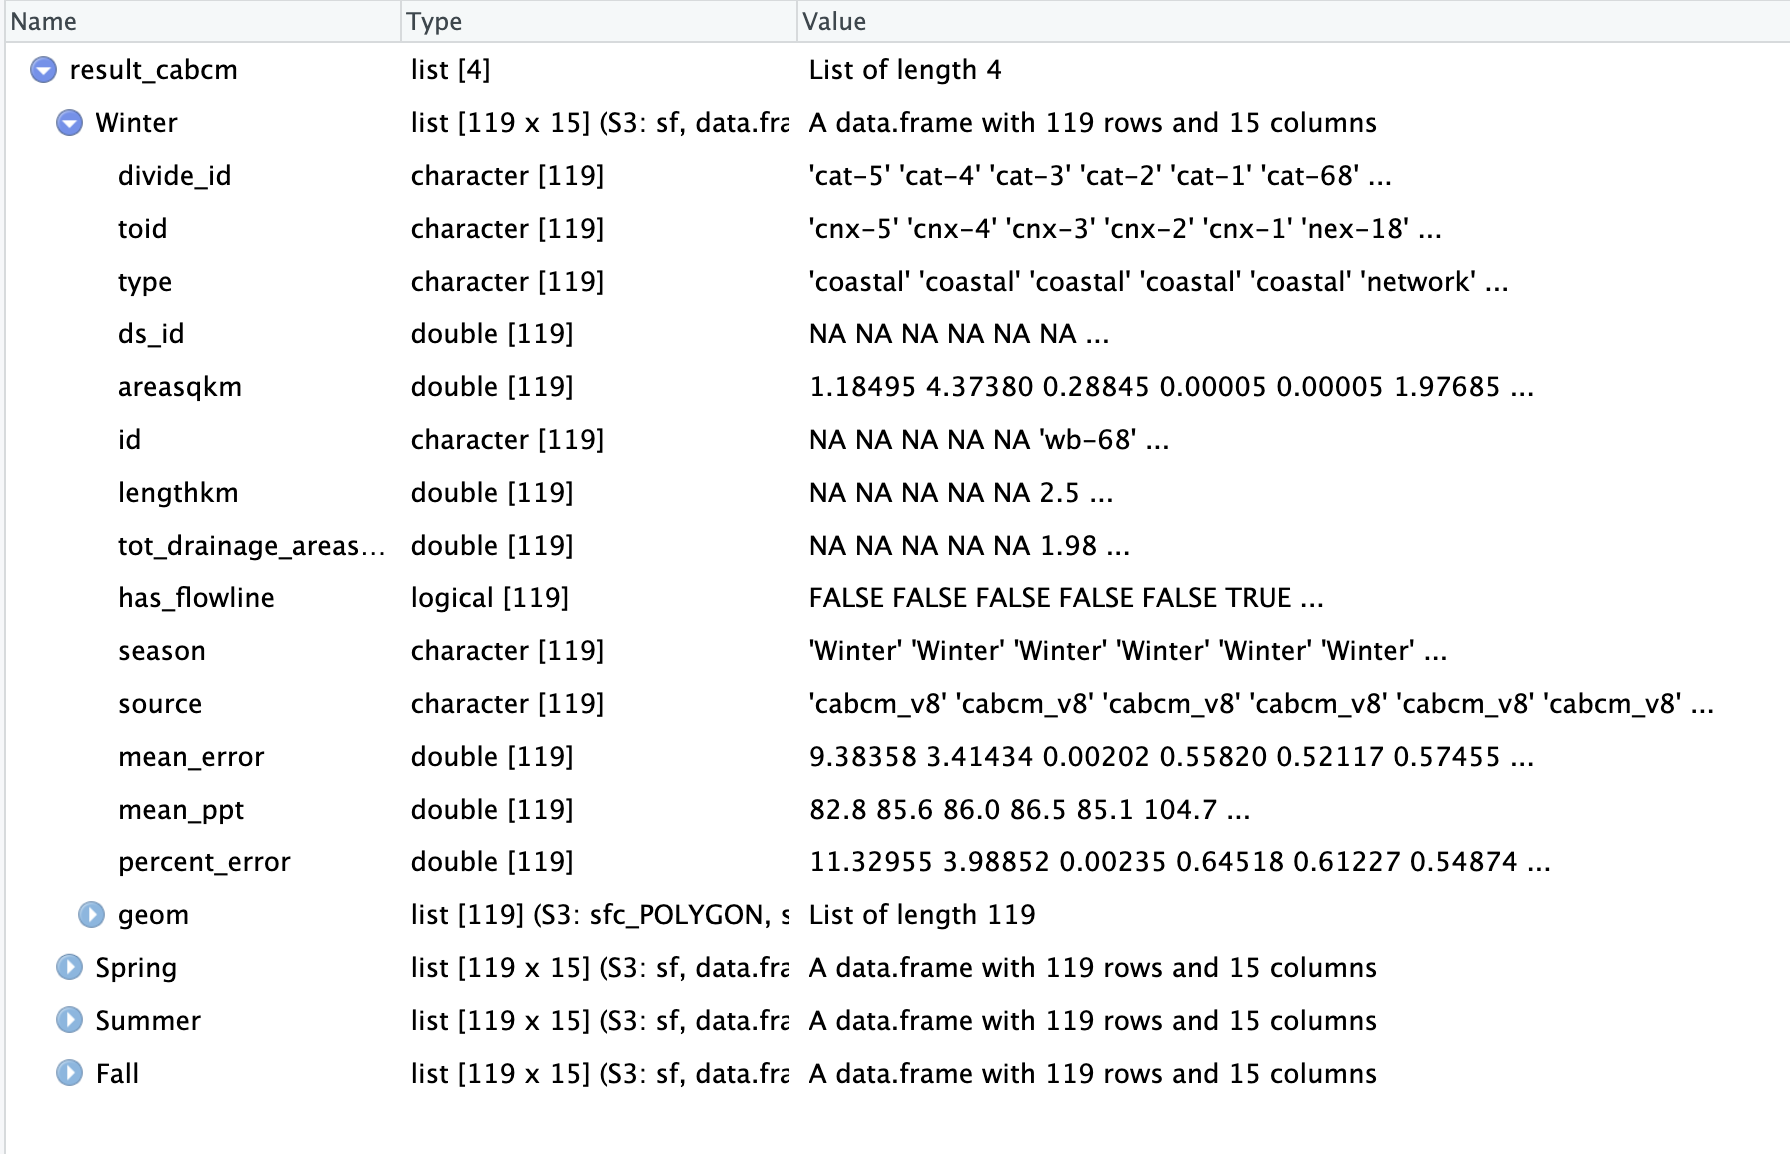 Name Type Value
result_cabcm list [4] List of length 4
Winter list [119 x 15] (S3: sf, data.fra A data.frame with 119 rows and 15 columns
divide_id character [119] 'cat-5' 'cat-4' 'cat-3' 'cat-2' 'cat-1' 'cat-68' ...
toid character [119] 'cnx-5' 'cnx-4' 'cnx-3' 'cnx-2' 'cnx-1' 'nex-18' ...
type character [119] 'coastal' 'coastal' 'coastal' 'coastal' 'coastal' 'network' ...
ds_id double [119] NA NA NA NA NA NA ...
areasqkm double [119] 1.18495 4.37380 0.28845 0.00005 0.00005 1.97685 ...
id character [119] NA NA NA NA NA 'wb-68' ...
lengthkm double [119] NA NA NA NA NA 2.5 ...
tot_drainage_areas... double [119] NA NA NA NA NA 1.98 ...
has_flowline logical [119] FALSE FALSE FALSE FALSE FALSE TRUE ...
season character [119] 'Winter' 'Winter' 'Winter' 'Winter' 'Winter' 'Winter' ...
source character [119] 'cabcm_v8' 'cabcm_v8' 'cabcm_v8' 'cabcm_v8' 'cabcm_v8' 'cabcm_v8' ...
mean_error double [119] 9.38358 3.41434 0.00202 0.55820 0.52117 0.57455 ...
mean_ppt double [119] 82.8 85.6 86.0 86.5 85.1 104.7 ...
percent_error double [119] 11.32955 3.98852 0.00235 0.64518 0.61227 0.54874 ...
geom list [119] (S3: sfc_POLYGON, s List of length 119
Spring list [119 x 15] (S3: sf, data.fra A data.frame with 119 rows and 15 columns
Summer list [119 x 15] (S3: sf, data.fra A data.frame with 119 rows and 15 columns
Fall list [119 x 15] (S3: sf, data.fra A data.frame with 119 rows and 15 columns